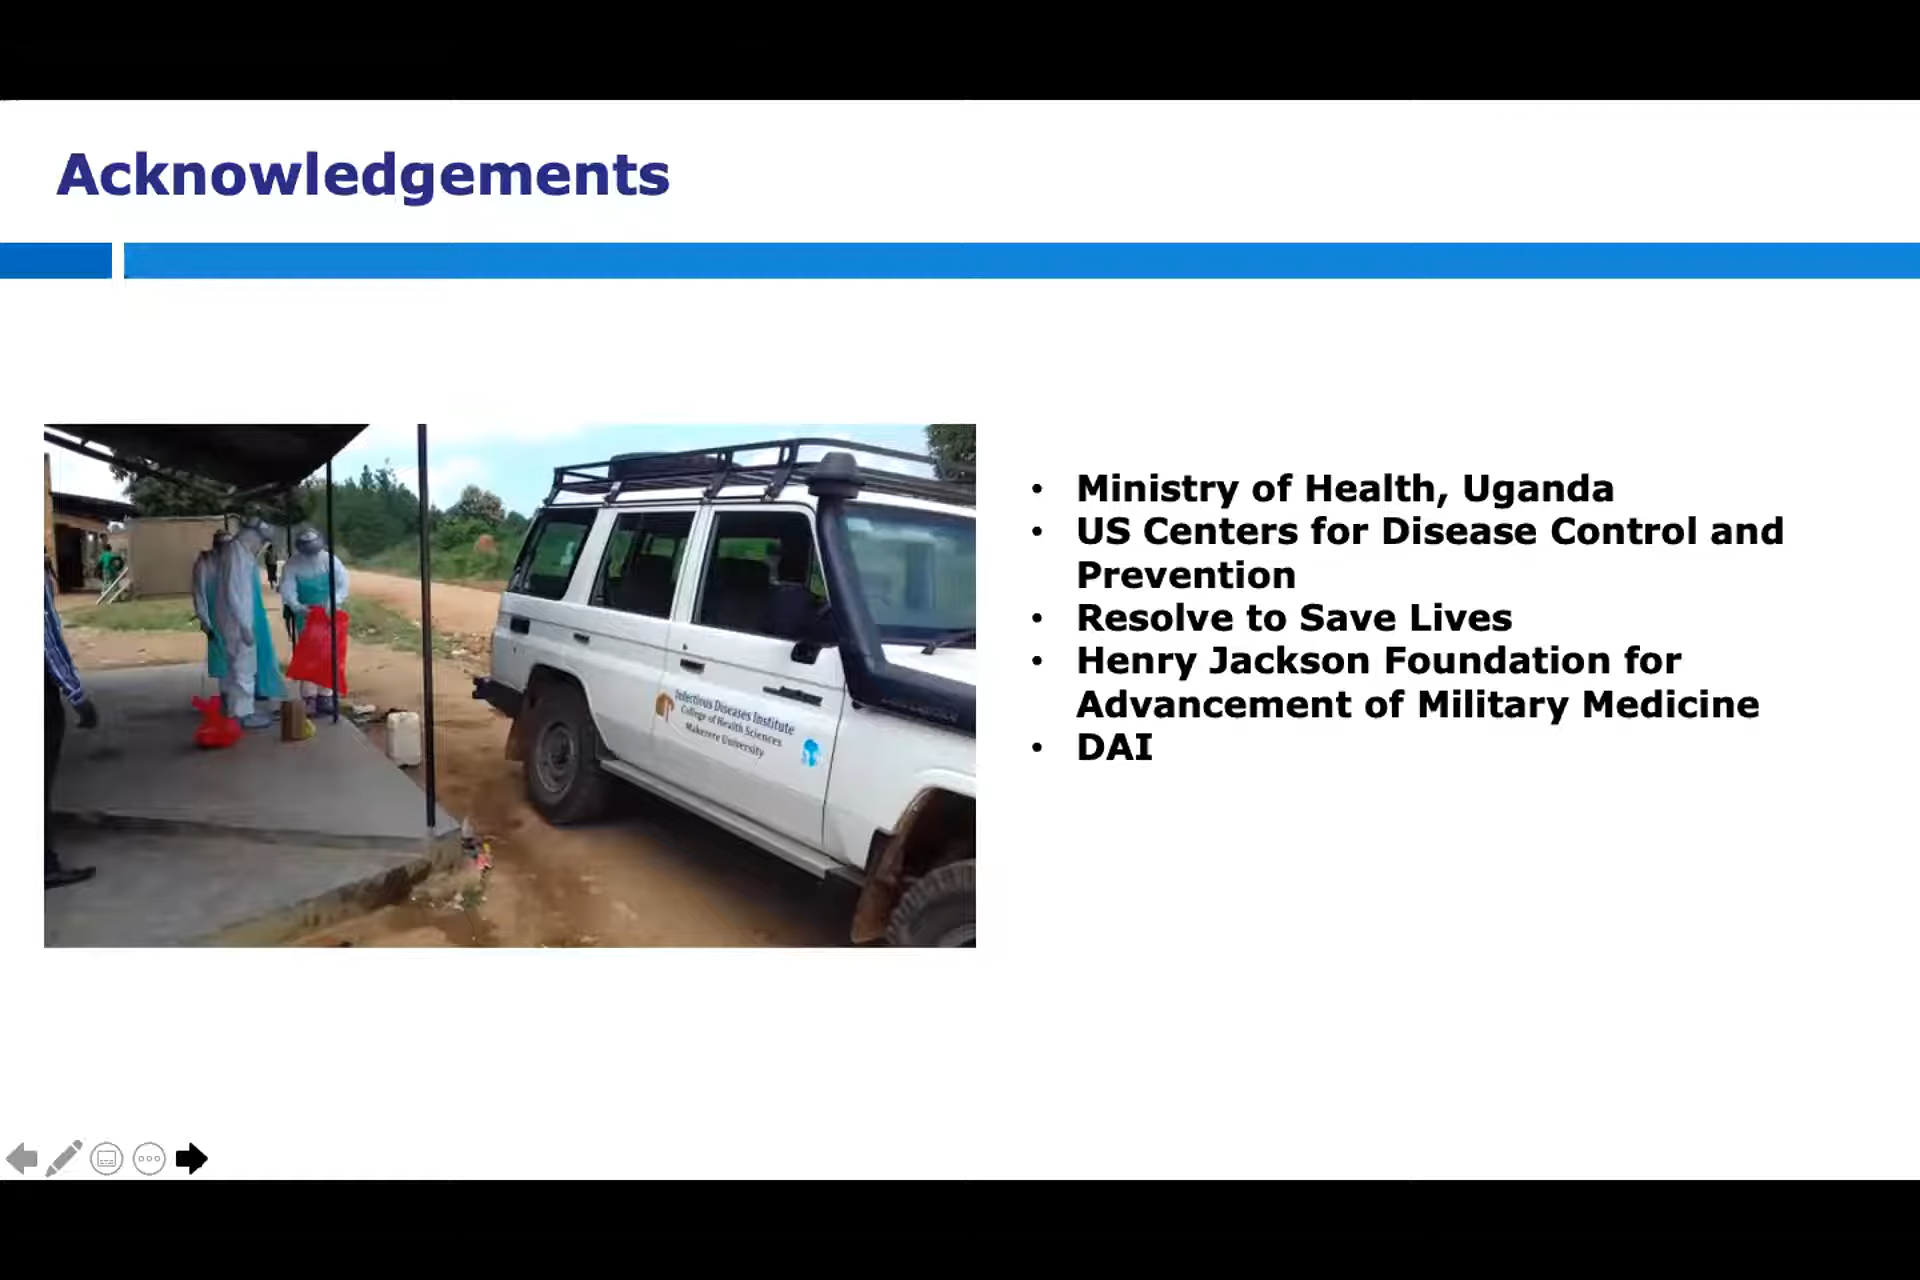 Acknowledgements
• Ministry of Health, Uganda
• US Centers for Disease Control and
Prevention
• Resolve to Save Lives
• Henry Jackson Foundation for
Advancement of Military Medicine
• DAI
Infectious Diseases Institute
College of Health Sciences
Makerere University